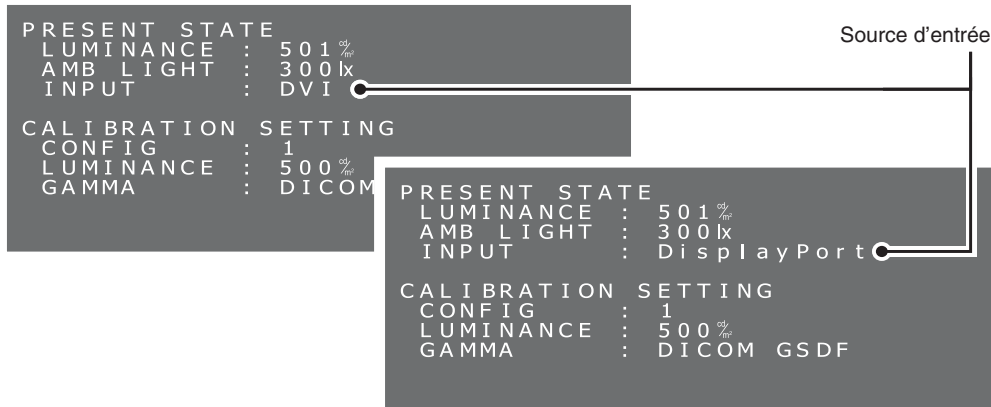 PRESENT STATE
LUMINANCE : 501 cd/m²
AMB LIGHT : 300 lx
INPUT : DVI
CALIBRATION SETTING
CONFIG : 1
LUMINANCE : 500 cd/m²
GAMMA : DICOM
Source d'entrée
PRESENT STATE
LUMINANCE : 501 cd/m²
AMB LIGHT : 300 lx
INPUT : DisplayPort
CALIBRATION SETTING
CONFIG : 1
LUMINANCE : 500 cd/m²
GAMMA : DICOM GSDF